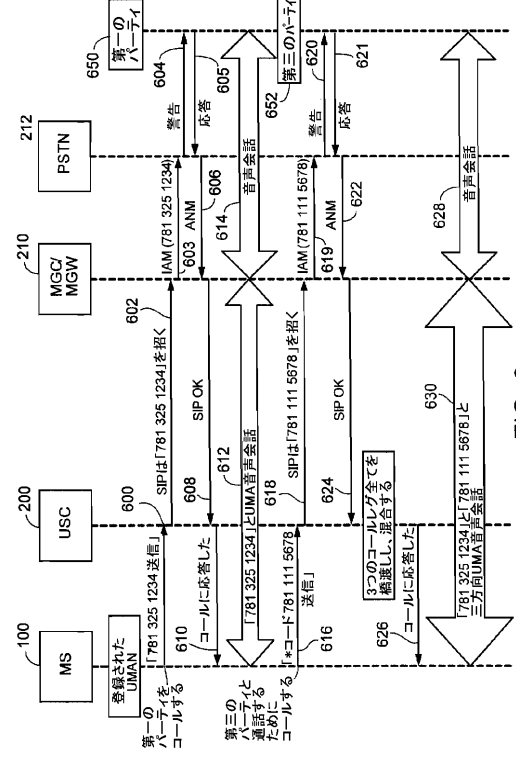 MS
100
USC
200
MGC/
MGW
210
PSTN
212
第一の
パーティ
650
登録された
UMAN
第一の
パーティを
コールする
「781 325 1234 送信」
600
SIPは「781 325 1234」を招く
602
IAM (781 325 1234)
603
警告
604
応答
605
ANM
606
SIP OK
608
コールに応答した
610
「781 325 1234」とUMA音声会話
612
音声会話
614
第三のパーティ
652
第三の
パーティと
通話する
ために
コールする
「*コード781 111 5678
送信」
616
SIPは「781 111 5678」を招く
618
IAM (781 111 5678)
619
警告
620
応答
621
ANM
622
SIP OK
624
3つのコールレグ全てを
橋渡しし、混合する
コールに応答した
626
「781 325 1234」と「781 111 5678」と
三方向UMA音声会話
630
音声会話
628